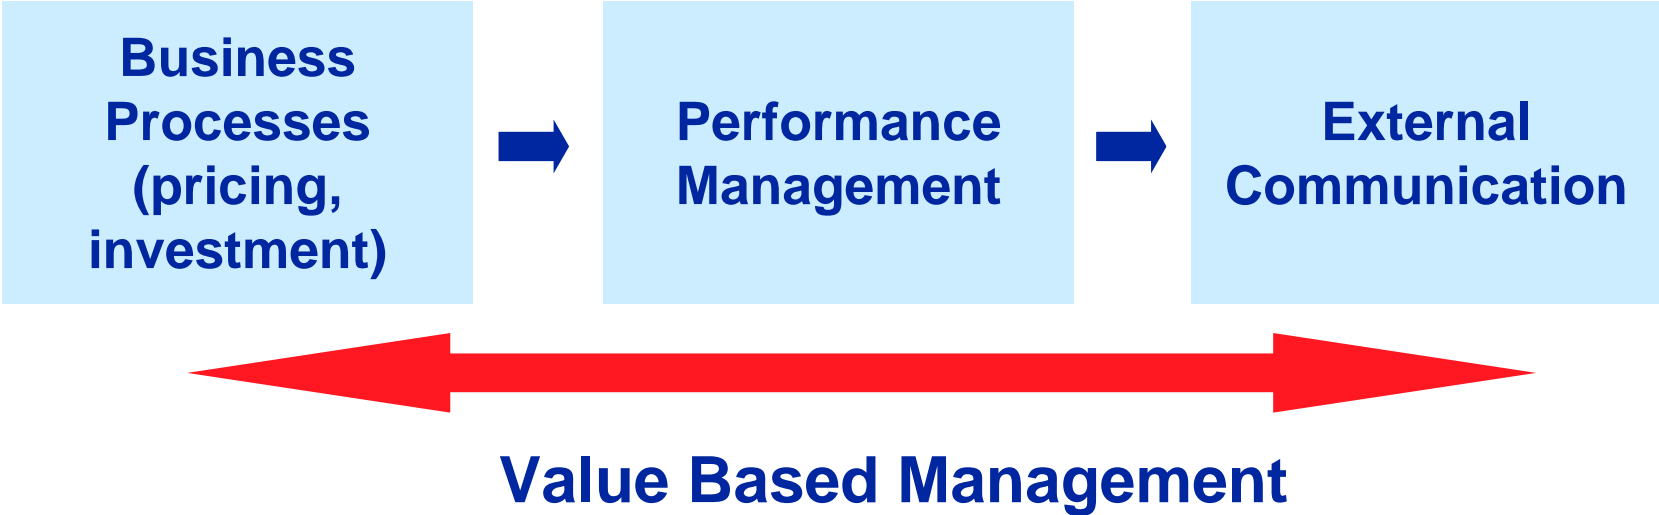 Business
Processes
(pricing,
investment)
Performance
Management
External
Communication
Value Based Management